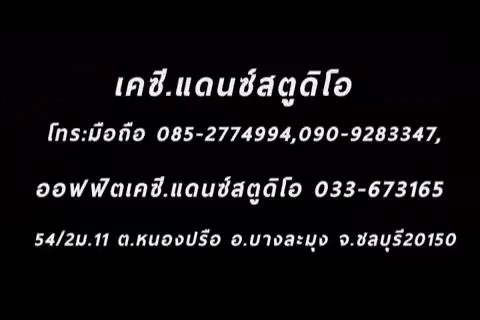 เคซี.แดนซ์สตูดิโอ
โทร:มือถือ 085-2774994,090-9283347,
ออฟฟิตเคซี.แดนซ์สตูดิโอ 033-673165
54/2ม.11 ต.หนองปรือ อ.บางละมุง จ.ชลบุรี20150